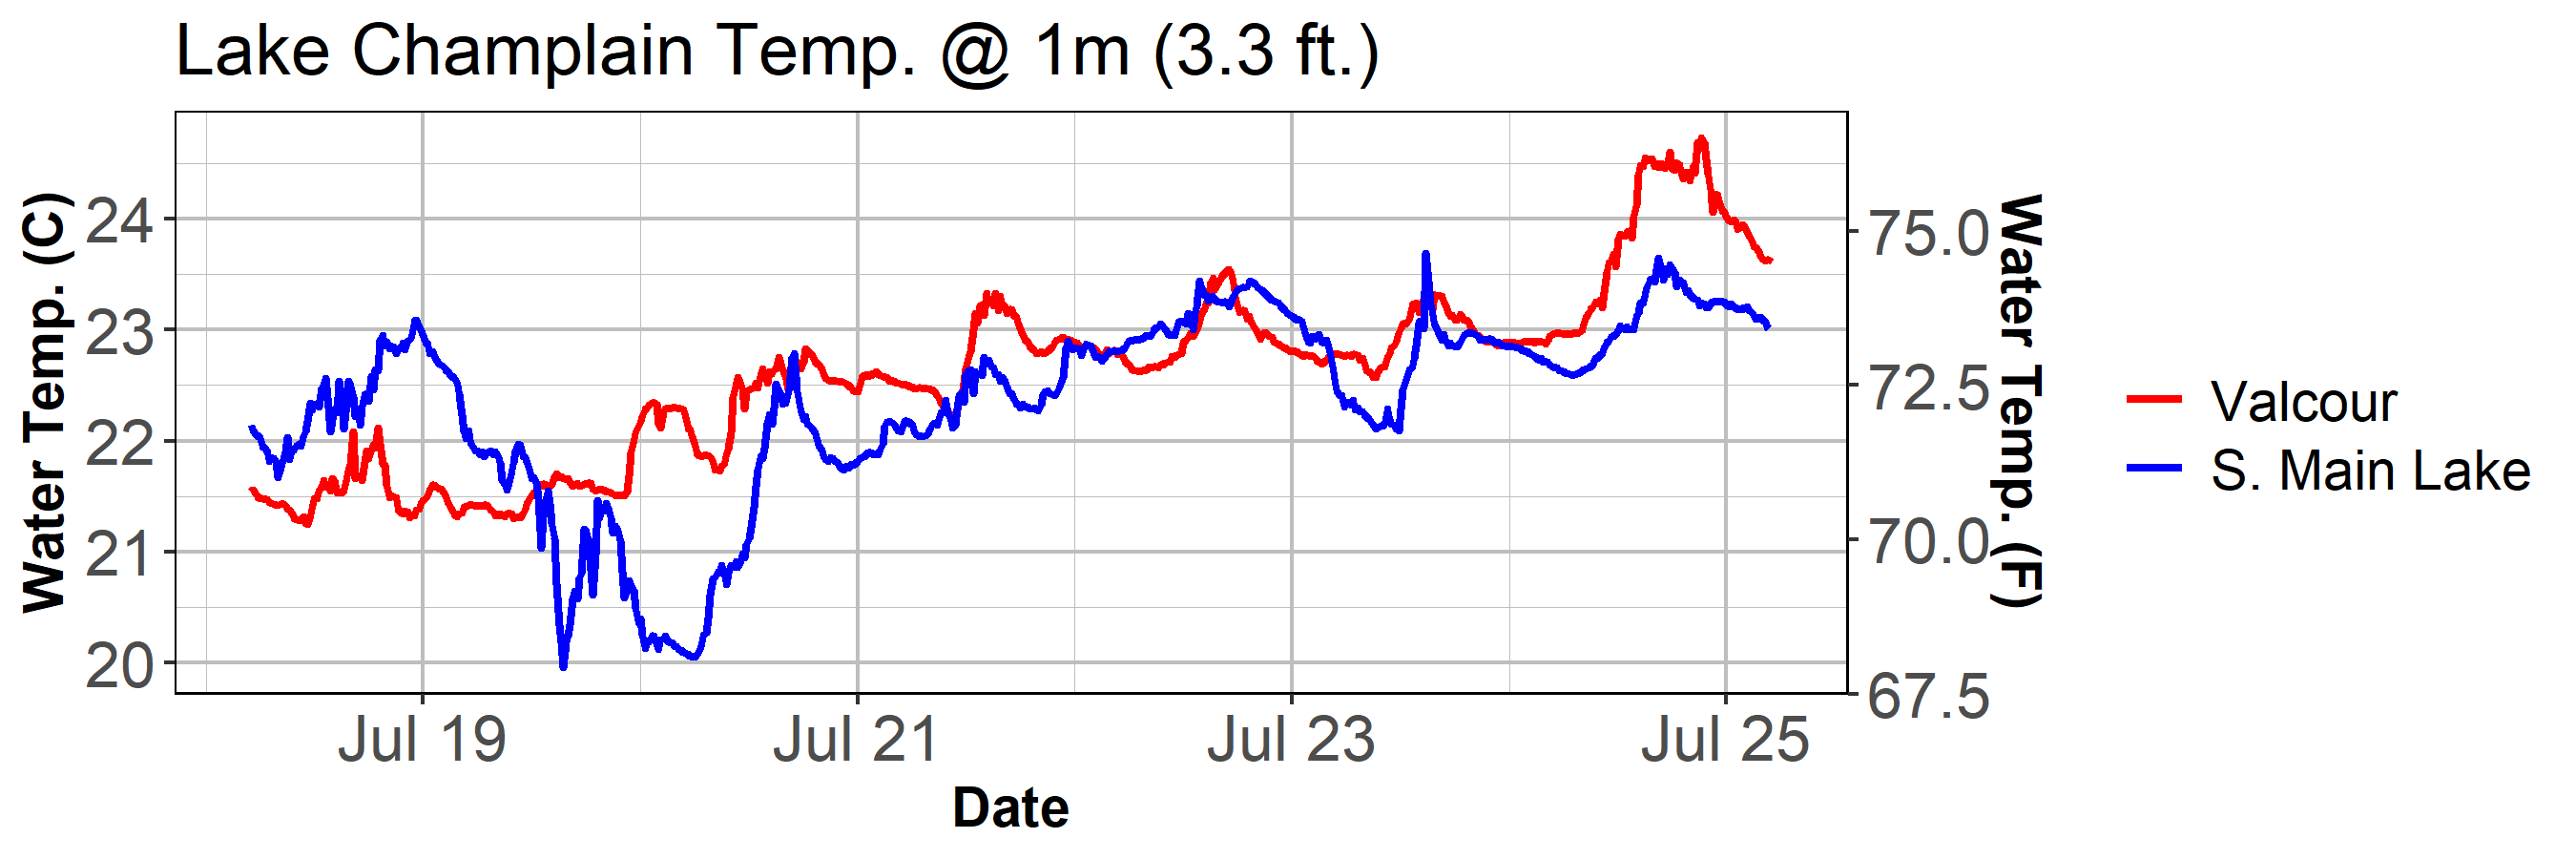 Lake Champlain Temp. @ 1m (3.3 ft.)
Water Temp. (C)
24
23
22
21
20
75.0
72.5
70.0
67.5
Water Temp. (F)
Jul 19
Jul 21
Jul 23
Jul 25
Date
Valcour
S. Main Lake